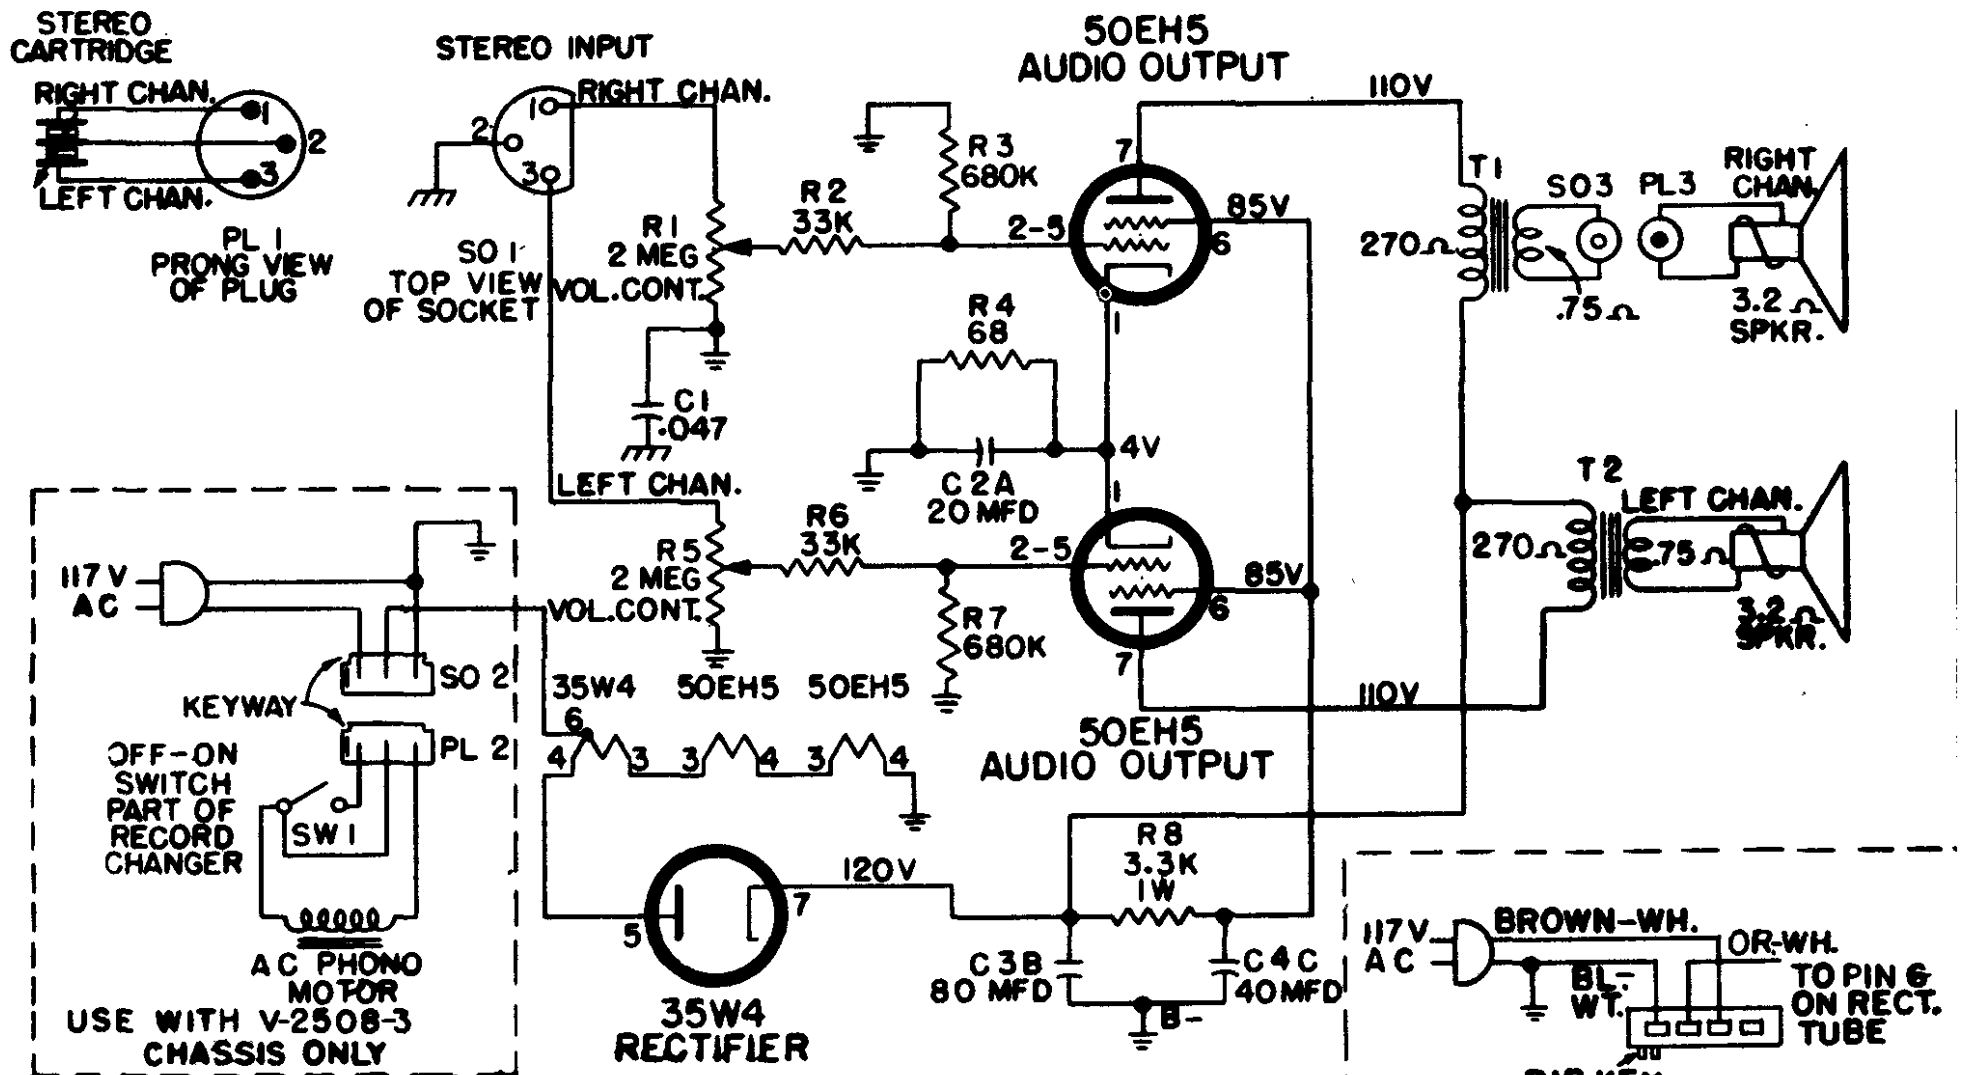 STEREO
CARTRIDGE
RIGHT CHAN.
1
2
3
LEFT CHAN.
PL 1
PRONG VIEW
OF PLUG
STEREO INPUT
RIGHT CHAN.
1
2
3
SO 1
TOP VIEW
OF SOCKET
R1
2 MEG
VOL.CONT.
C1
.047
R2
33K
R3
680K
50EH5
AUDIO OUTPUT
7
2-5
85V
6
1
110V
T1
270Ω
SO3
PL3
.75Ω
RIGHT
CHAN.
3.2Ω
SPKR.
R4
68
C2A
20 MFD
4V
LEFT CHAN.
R5
2 MEG
VOL.CONT.
R6
33K
R7
680K
1
2-5
85V
6
7
110V
50EH5
AUDIO OUTPUT
T2
270Ω
LEFT CHAN.
.75Ω
3.2Ω
SPKR.
117V
AC
SO 2
KEYWAY
PL 2
OFF-ON
SWITCH
PART OF
RECORD
CHANGER
SW1
AC PHONO
MOTOR
USE WITH V-2508-3
CHASSIS ONLY
35W4
50EH5
50EH5
6
4
3
3
4
3
4
5
7
120V
35W4
RECTIFIER
R8
3.3K
1W
C3B
80 MFD
C4C
40MFD
B-
117V
AC
BROWN-WH.
OR-WH.
BL.-
WT.
TO PIN 6
ON RECT.
TUBE